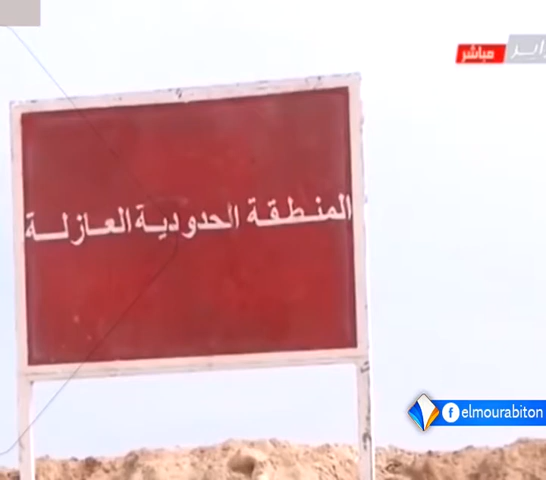 مباشر
المنطقة الحدودية العازلة
elmourabiton